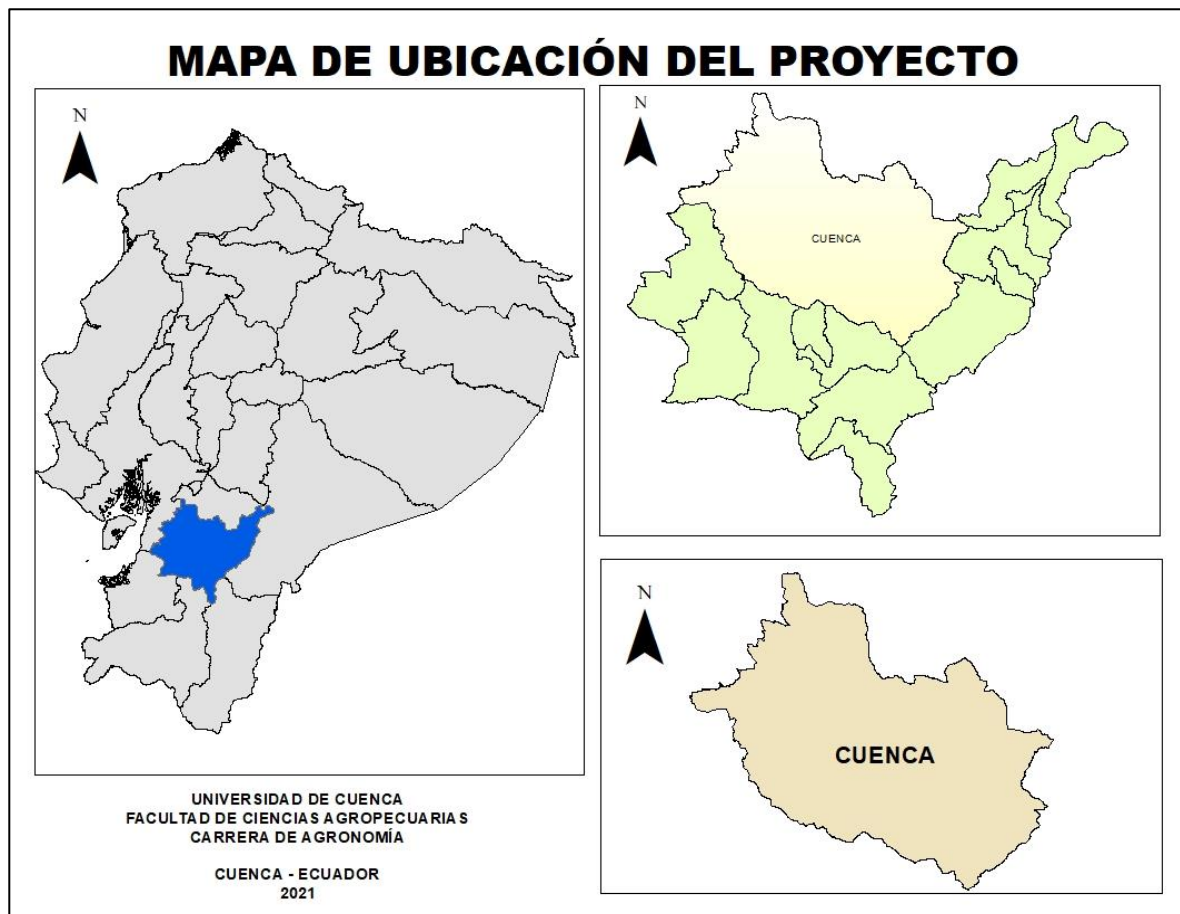 MAPA DE UBICACIÓN DEL PROYECTO
N
N
CUENCA
N
CUENCA
UNIVERSIDAD DE CUENCA
FACULTAD DE CIENCIAS AGROPECUARIAS
CARRERA DE AGRONOMÍA
CUENCA - ECUADOR
2021